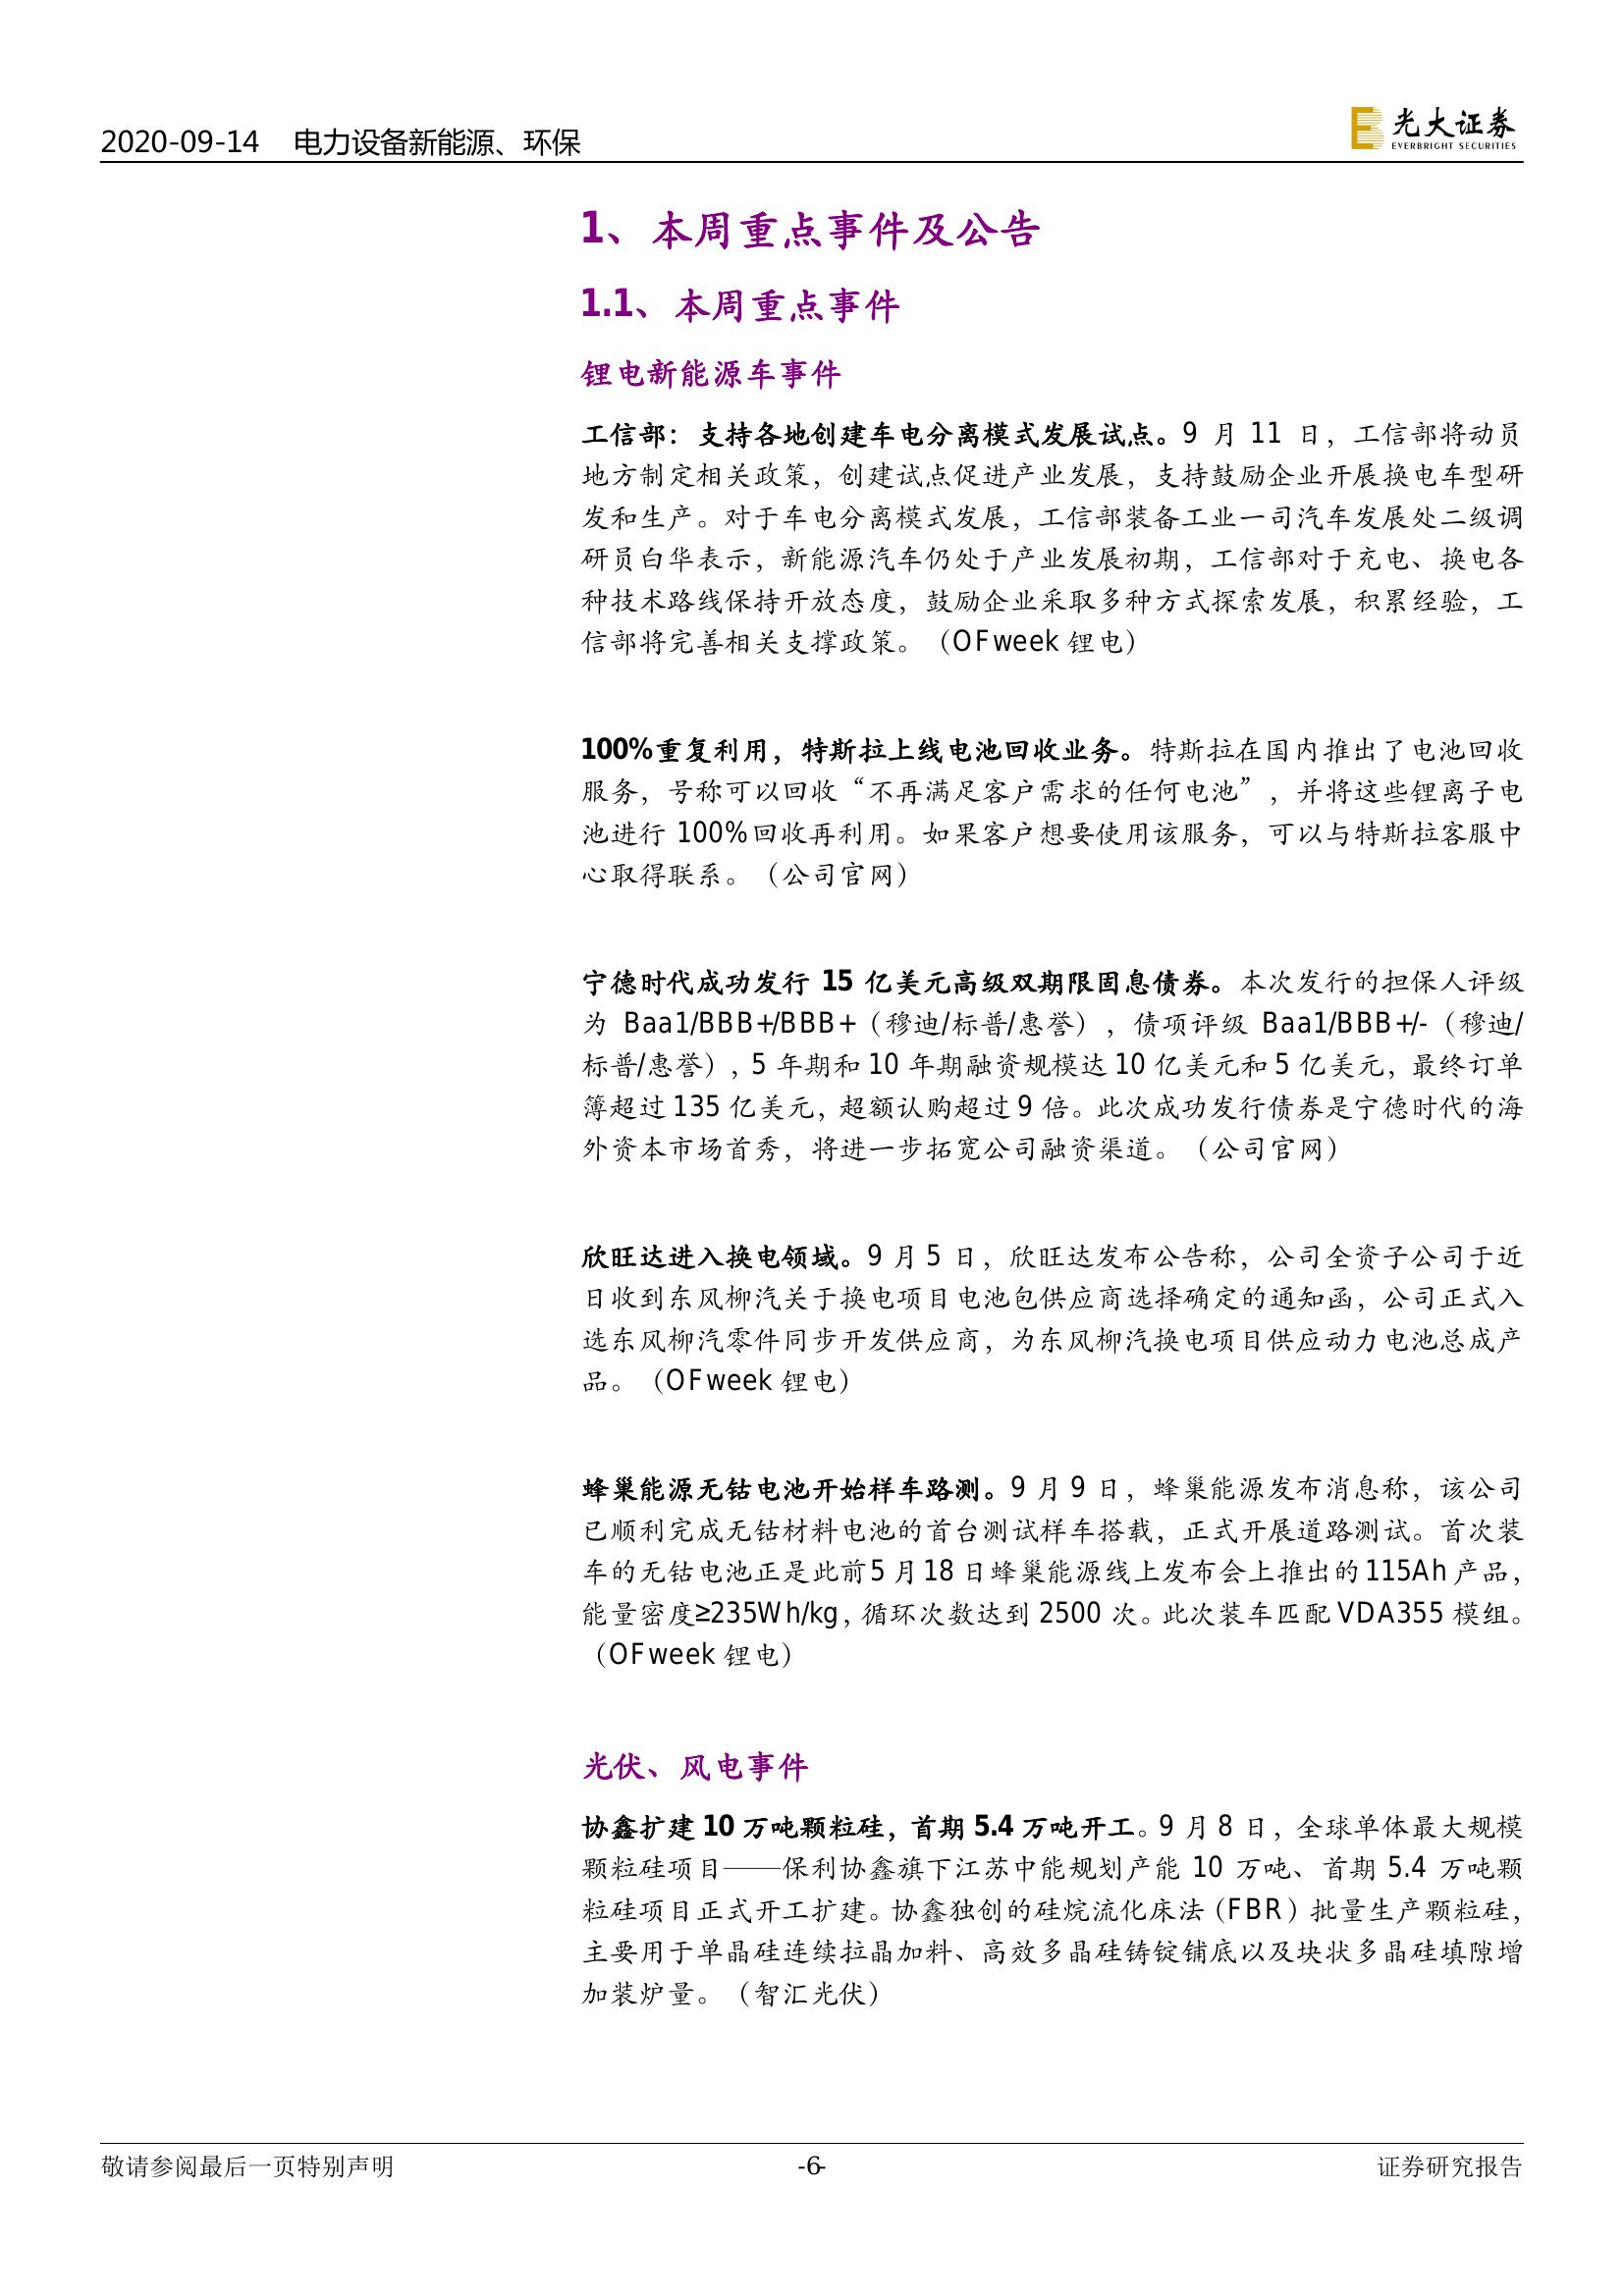 2020-09-14 电力设备新能源、环保
光大证券
EVERBRIGHT SECURITIES
1、本周重点事件及公告
1.1、本周重点事件
锂电新能源车事件
工信部：支持各地创建车电分离模式发展试点。9 月 11 日，工信部将动员
地方制定相关政策，创建试点促进产业发展，支持鼓励企业开展换电车型研
发和生产。对于车电分离模式发展，工信部装备工业一司汽车发展处二级调
研员白华表示，新能源汽车仍处于产业发展初期，工信部对于充电、换电各
种技术路线保持开放态度，鼓励企业采取多种方式探索发展，积累经验，工
信部将完善相关支撑政策。（OFweek 锂电）
100%重复利用，特斯拉上线电池回收业务。特斯拉在国内推出了电池回收
服务，号称可以回收“不再满足客户需求的任何电池”，并将这些锂离子电
池进行 100%回收再利用。如果客户想要使用该服务，可以与特斯拉客服中
心取得联系。（公司官网）
宁德时代成功发行 15 亿美元高级双期限固息债券。本次发行的担保人评级
为 Baa1/BBB+/BBB+（穆迪/标普/惠誉），债项评级 Baa1/BBB+/-（穆迪/
标普/惠誉），5 年期和 10 年期融资规模达 10 亿美元和 5 亿美元，最终订单
簿超过 135 亿美元，超额认购超过 9 倍。此次成功发行债券是宁德时代的海
外资本市场首秀，将进一步拓宽公司融资渠道。（公司官网）
欣旺达进入换电领域。9 月 5 日，欣旺达发布公告称，公司全资子公司于近
日收到东风柳汽关于换电项目电池包供应商选择确定的通知函，公司正式入
选东风柳汽零件同步开发供应商，为东风柳汽换电项目供应动力电池总成产
品。（OFweek 锂电）
蜂巢能源无钴电池开始样车路测。9 月 9 日，蜂巢能源发布消息称，该公司
已顺利完成无钴材料电池的首台测试样车搭载，正式开展道路测试。首次装
车的无钴电池正是此前 5 月 18 日蜂巢能源线上发布会上推出的 115Ah 产品，
能量密度≥235Wh/kg，循环次数达到 2500 次。此次装车匹配 VDA355 模组。
（OFweek 锂电）
光伏、风电事件
协鑫扩建 10 万吨颗粒硅，首期 5.4 万吨开工。9 月 8 日，全球单体最大规模
颗粒硅项目——保利协鑫旗下江苏中能规划产能 10 万吨、首期 5.4 万吨颗
粒硅项目正式开工扩建。协鑫独创的硅烷流化床法（FBR）批量生产颗粒硅，
主要用于单晶硅连续拉晶加料、高效多晶硅铸锭铺底以及块状多晶硅填隙增
加装炉量。（智汇光伏）
敬请参阅最后一页特别声明 -6- 证券研究报告